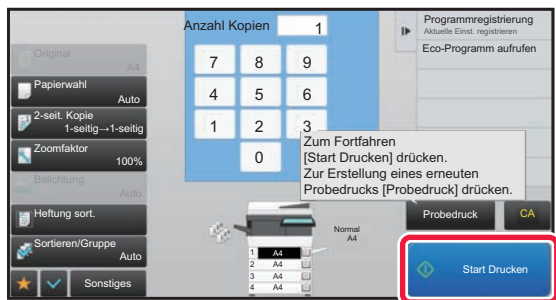 Anzahl Kopien 1
Programmregistrierung
Aktuelle Einst. registrieren
Eco-Programm aufrufen
Original
A4
Papierwahl
Auto
2-seit. Kopie
1-seitig→1-seitig
Zoomfaktor
100%
Belichtung
Auto
Heftung sort.
Sortieren/Gruppe
Auto
Sonstiges
7 8 9
4 5 6
1 2 3
0
Zum Fortfahren
[Start Drucken] drücken.
Zur Erstellung eines erneuten
Probedrucks [Probedruck] drücken.
Normal
A4
1 A4
2 A4
3 A4
4 A4
Probedruck CA
Start Drucken